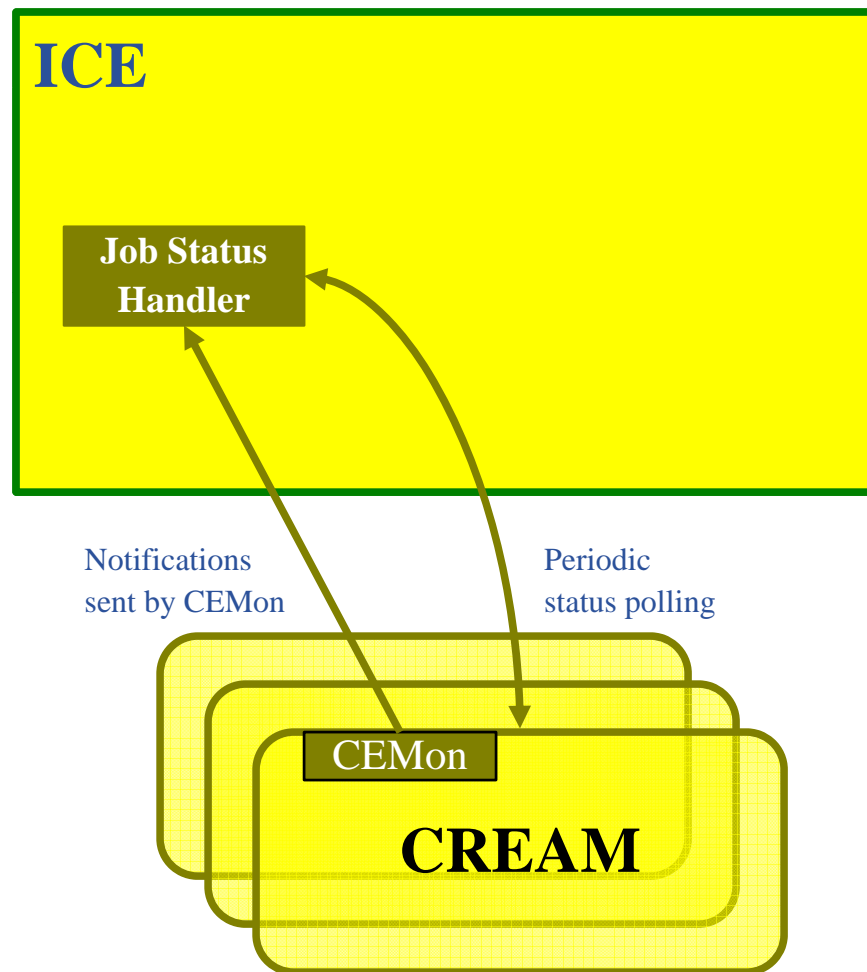 ICE
Job Status
Handler
Notifications
sent by CEMon
Periodic
status polling
CEMon
CREAM